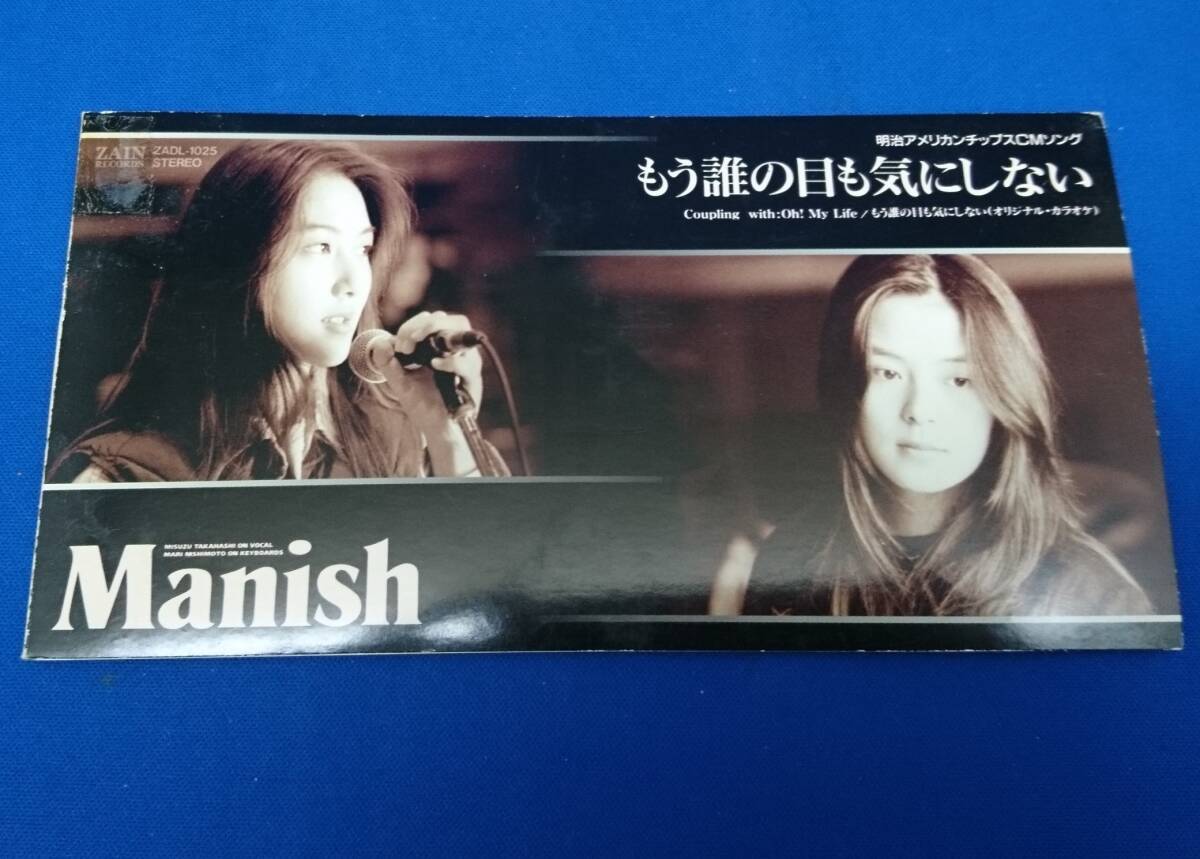 ZAIN
RECORDS
ZADL-1025
STEREO
明治アメリカンチップスCMソング
もう誰の目も気にしない
Coupling with:Oh! My Life / もう誰の目も気にしない(オリジナル・カラオケ)
MISUZU TAKAHASHI ON VOCAL
MARI NISHIMOTO ON KEYBOARDS
Manish